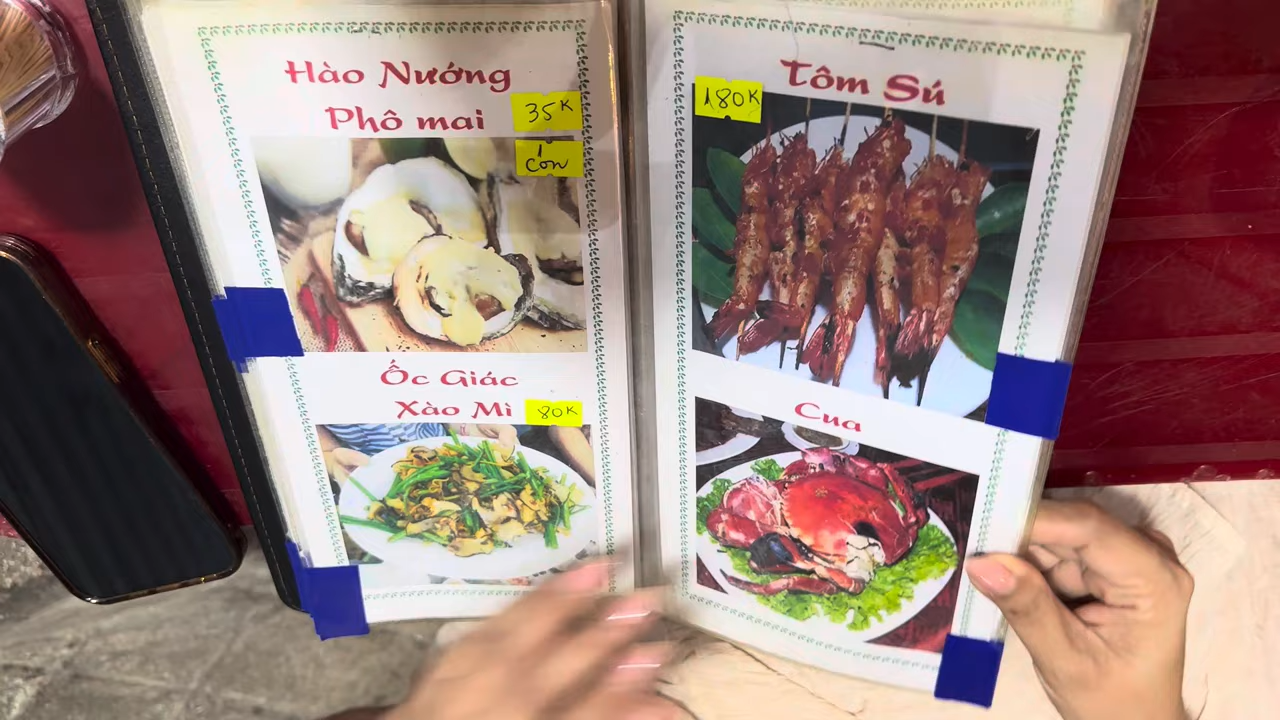 Hào Nướng
Phô mai
35K
1
Con
Ốc Giác
Xào Mì
80K
Tôm Sú
180K
Cua